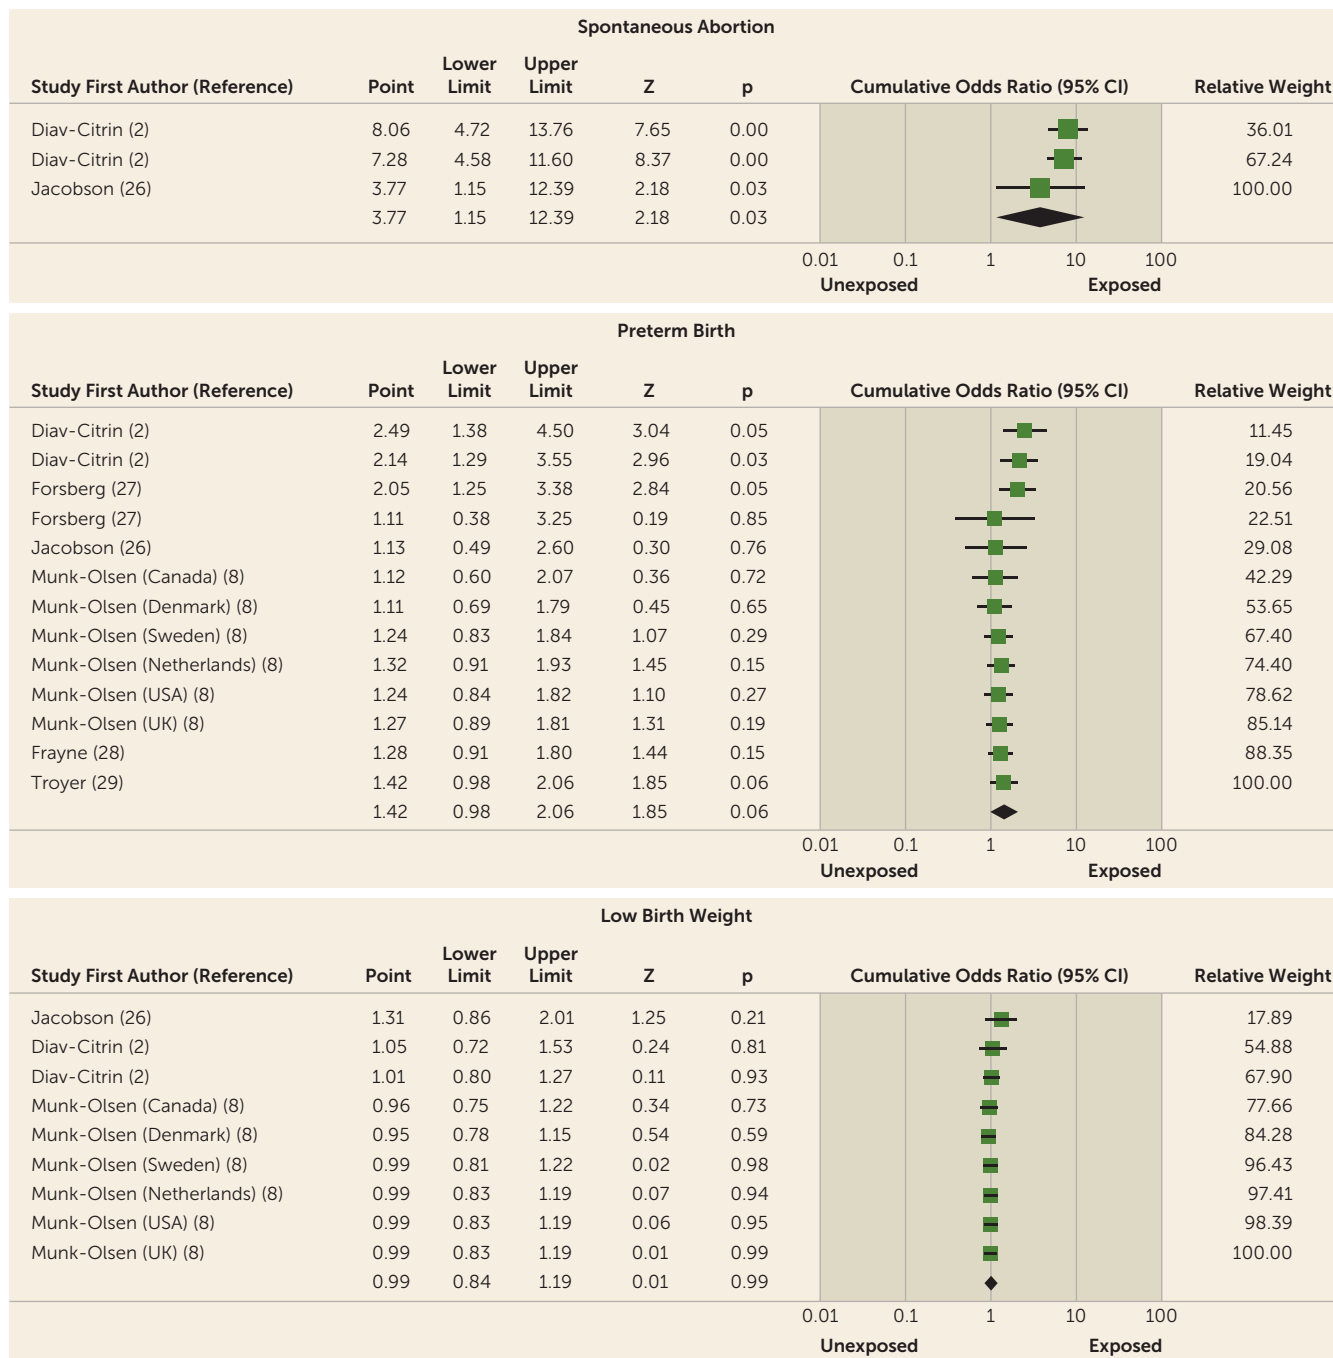 Spontaneous Abortion
Study First Author (Reference) Point Lower Limit Upper Limit Z p Cumulative Odds Ratio (95% CI) Relative Weight
Diav-Citrin (2) 8.06 4.72 13.76 7.65 0.00 36.01
Diav-Citrin (2) 7.28 4.58 11.60 8.37 0.00 67.24
Jacobson (26) 3.77 1.15 12.39 2.18 0.03 100.00
3.77 1.15 12.39 2.18 0.03
0.01 0.1 1 10 100
Unexposed Exposed
Preterm Birth
Study First Author (Reference) Point Lower Limit Upper Limit Z p Cumulative Odds Ratio (95% CI) Relative Weight
Diav-Citrin (2) 2.49 1.38 4.50 3.04 0.05 11.45
Diav-Citrin (2) 2.14 1.29 3.55 2.96 0.03 19.04
Forsberg (27) 2.05 1.25 3.38 2.84 0.05 20.56
Forsberg (27) 1.11 0.38 3.25 0.19 0.85 22.51
Jacobson (26) 1.13 0.49 2.60 0.30 0.76 29.08
Munk-Olsen (Canada) (8) 1.12 0.60 2.07 0.36 0.72 42.29
Munk-Olsen (Denmark) (8) 1.11 0.69 1.79 0.45 0.65 53.65
Munk-Olsen (Sweden) (8) 1.24 0.83 1.84 1.07 0.29 67.40
Munk-Olsen (Netherlands) (8) 1.32 0.91 1.93 1.45 0.15 74.40
Munk-Olsen (USA) (8) 1.24 0.84 1.82 1.10 0.27 78.62
Munk-Olsen (UK) (8) 1.27 0.89 1.81 1.31 0.19 85.14
Frayne (28) 1.28 0.91 1.80 1.44 0.15 88.35
Troyer (29) 1.42 0.98 2.06 1.85 0.06 100.00
1.42 0.98 2.06 1.85 0.06
0.01 0.1 1 10 100
Unexposed Exposed
Low Birth Weight
Study First Author (Reference) Point Lower Limit Upper Limit Z p Cumulative Odds Ratio (95% CI) Relative Weight
Jacobson (26) 1.31 0.86 2.01 1.25 0.21 17.89
Diav-Citrin (2) 1.05 0.72 1.53 0.24 0.81 54.88
Diav-Citrin (2) 1.01 0.80 1.27 0.11 0.93 67.90
Munk-Olsen (Canada) (8) 0.96 0.75 1.22 0.34 0.73 77.66
Munk-Olsen (Denmark) (8) 0.95 0.78 1.15 0.54 0.59 84.28
Munk-Olsen (Sweden) (8) 0.99 0.81 1.22 0.02 0.98 96.43
Munk-Olsen (Netherlands) (8) 0.99 0.83 1.19 0.07 0.94 97.41
Munk-Olsen (USA) (8) 0.99 0.83 1.19 0.06 0.95 98.39
Munk-Olsen (UK) (8) 0.99 0.83 1.19 0.01 0.99 100.00
0.99 0.84 1.19 0.01 0.99
0.01 0.1 1 10 100
Unexposed Exposed